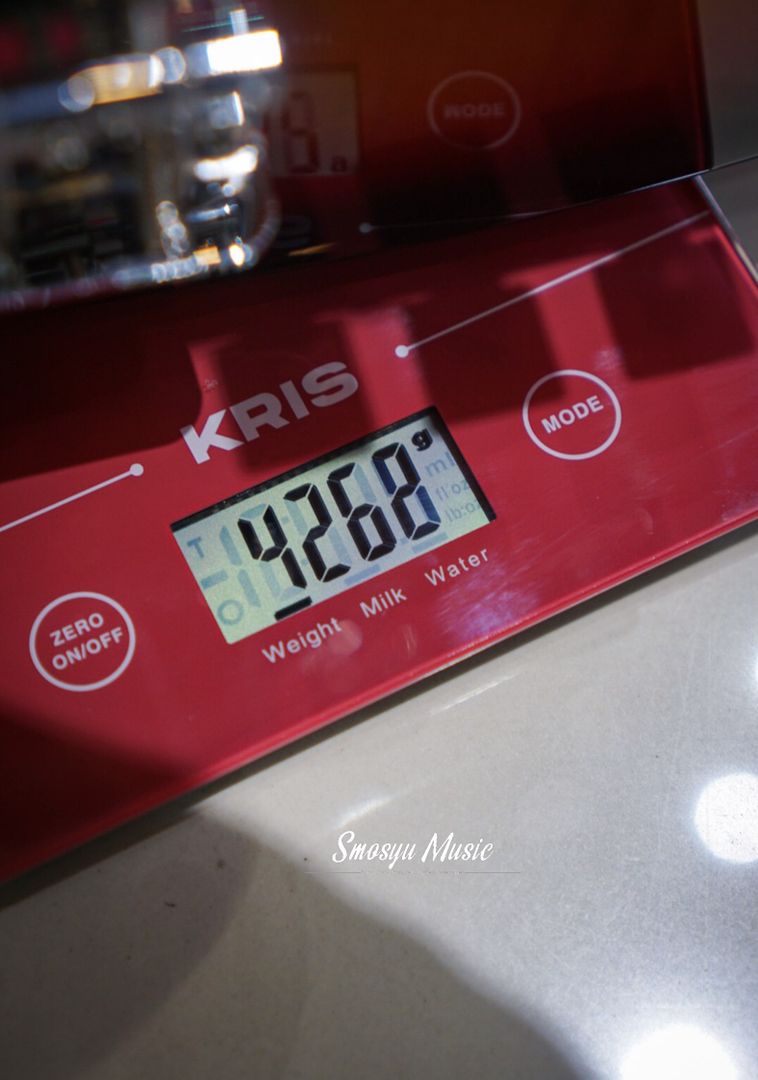 MODE
KRIS
MODE
4268 g
ml
fl:oz
lb:oz
T
Weight Milk Water
ZERO
ON/OFF
Smosyu Music